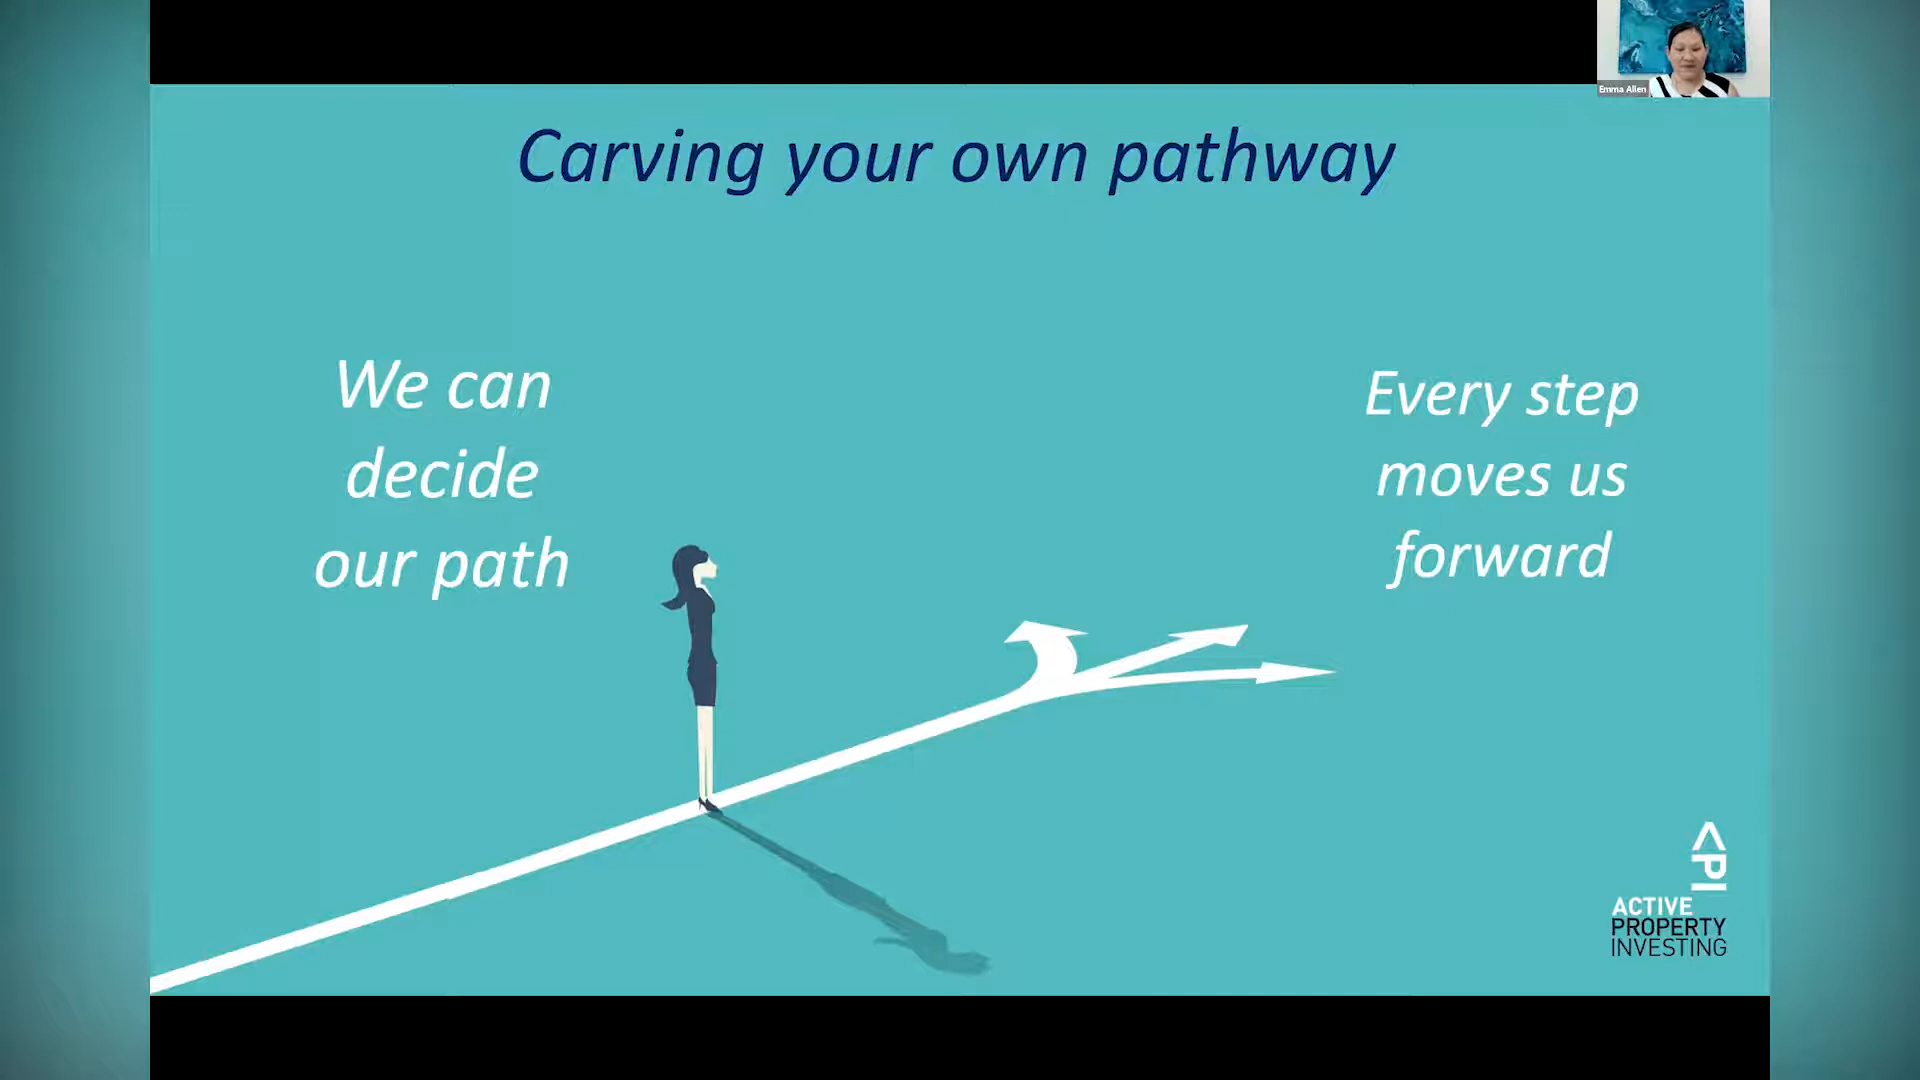 Emma Allen
Carving your own pathway
We can
decide
our path
Every step
moves us
forward
<PI
ACTIVE
PROPERTY
INVESTING